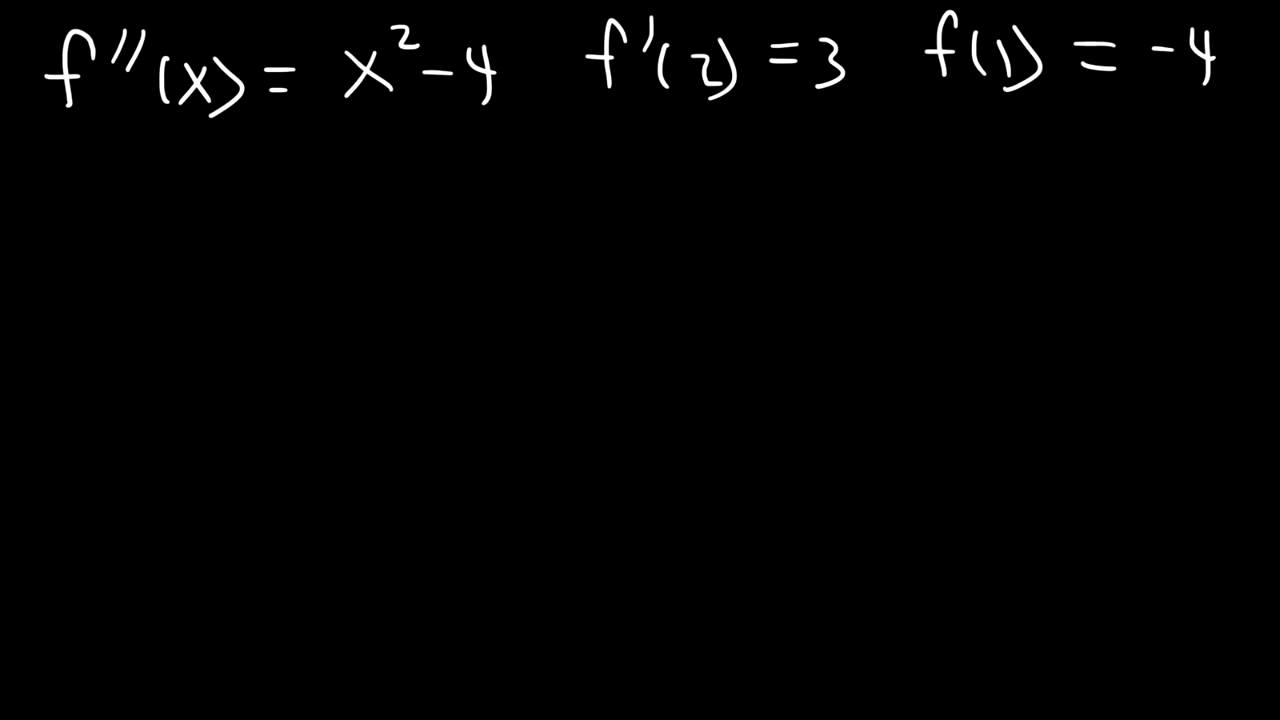 f''(x) = x² - 4 f'(2) = 3 f(1) = -4